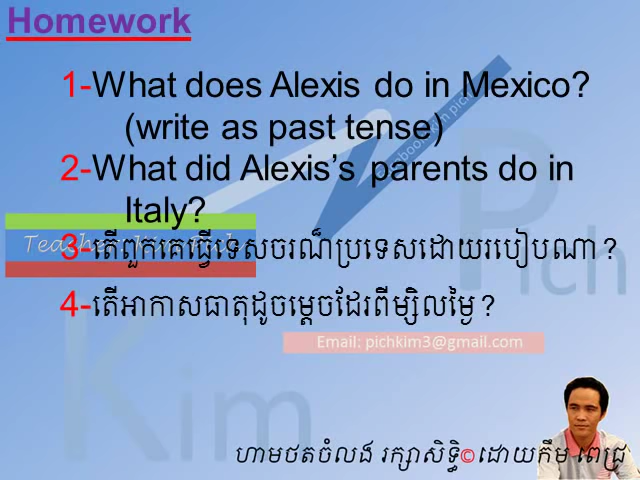 Homework
1-What does Alexis do in Mexico?
(write as past tense)
2-What did Alexis’s parents do in
Italy?
3-តើពួកគេធ្វើទេសចរណ៏ប្រទេសដោយរបៀបណា?
4-តើអាកាសធាតុដូចម្តេចដែរពីម្សិលម្ងៃ?
Email: pichkim3@gmail.com
Pich
Kim
ហាមថតចំលង រក្សាសិទ្ធិ©ដោយគឹម ពេជ្រ